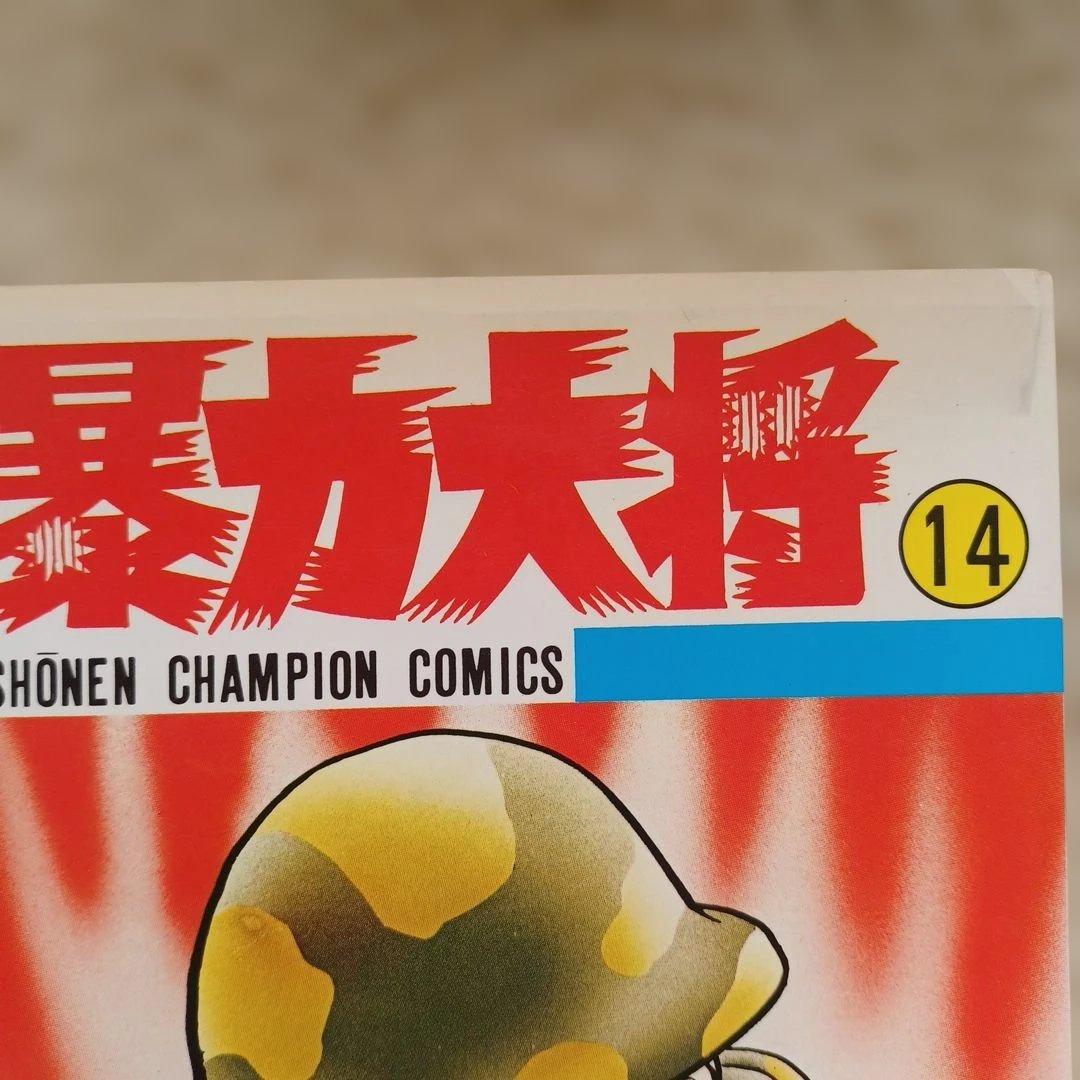 暴力大将
14
SHŌNEN CHAMPION COMICS